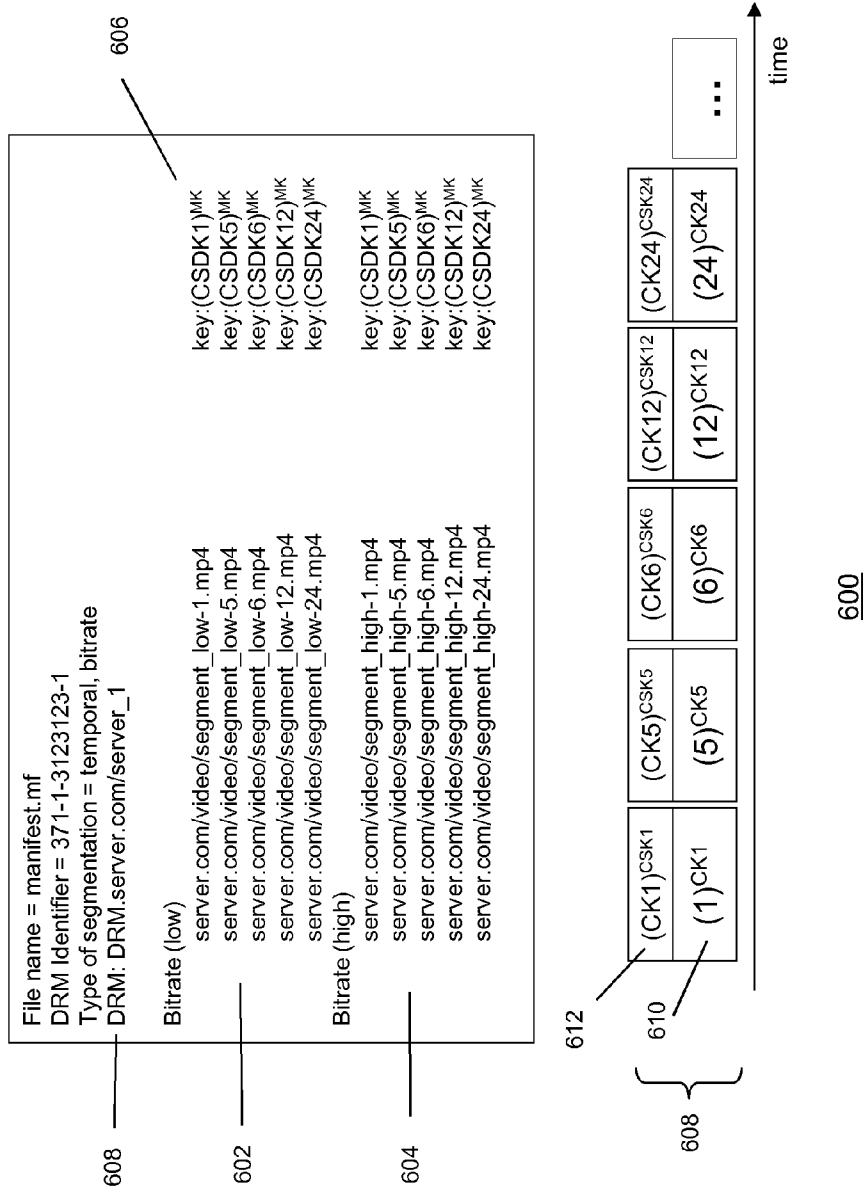 File name = manifest.mf
DRM Identifier = 371-1-3123123-1
Type of segmentation = temporal, bitrate
DRM: DRM.server.com/server_1
608
606
Bitrate (low)
602
server.com/video/segment_low-1.mp4 key:(CSDK1)^MK
server.com/video/segment_low-5.mp4 key:(CSDK5)^MK
server.com/video/segment_low-6.mp4 key:(CSDK6)^MK
server.com/video/segment_low-12.mp4 key:(CSDK12)^MK
server.com/video/segment_low-24.mp4 key:(CSDK24)^MK
Bitrate (high)
604
server.com/video/segment_high-1.mp4 key:(CSDK1)^MK
server.com/video/segment_high-5.mp4 key:(CSDK5)^MK
server.com/video/segment_high-6.mp4 key:(CSDK6)^MK
server.com/video/segment_high-12.mp4 key:(CSDK12)^MK
server.com/video/segment_high-24.mp4 key:(CSDK24)^MK
612
(CK1)^CSK1 (CK5)^CSK5 (CK6)^CSK6 (CK12)^CSK12 (CK24)^CSK24
610
(1)^CK1 (5)^CK5 (6)^CK6 (12)^CK12 (24)^CK24 ...
608
time
600